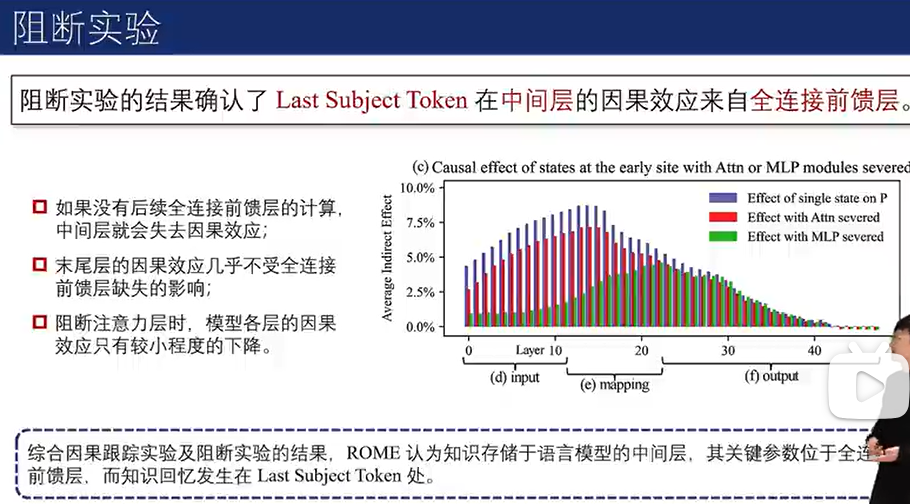 阻断实验
阻断实验的结果确认了 Last Subject Token 在中间层的因果效应来自全连接前馈层。
(c) Causal effect of states at the early site with Attn or MLP modules severed
如果没有后续全连接前馈层的计算，
中间层就会失去因果效应；
末尾层的因果效应几乎不受全连接
前馈层缺失的影响；
阻断注意力层时，模型各层的因果
效应只有较小程度的下降。
Average Indirect Effect
10.0%
7.5%
5.0%
2.5%
0.0%
Effect of single state on P
Effect with Attn severed
Effect with MLP severed
0 Layer 10 20 30 40
(d) input (e) mapping (f) output
综合因果跟踪实验及阻断实验的结果，ROME 认为知识存储于语言模型的中间层，其关键参数位于全连
前馈层，而知识回忆发生在 Last Subject Token 处。